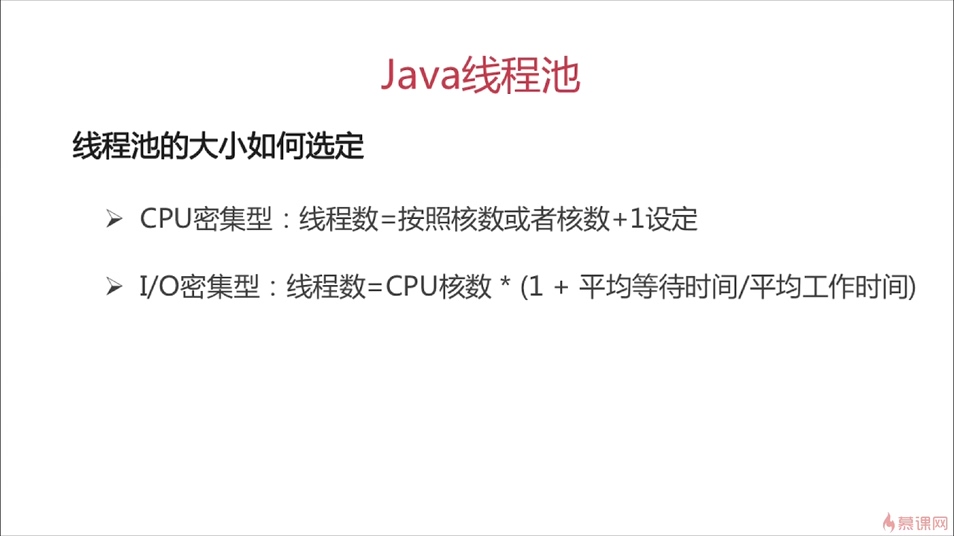 Java线程池
线程池的大小如何选定
➢ CPU密集型：线程数=按照核数或者核数+1设定
➢ I/O密集型：线程数=CPU核数 * (1 + 平均等待时间/平均工作时间)
慕课网